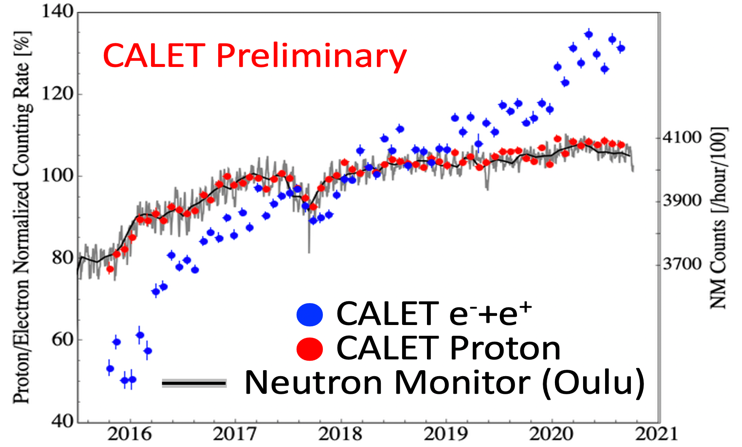 CALET Preliminary
Proton/Electron Normalized Counting Rate [%]
140
120
100
80
60
40
4100
3900
3700
NM Counts [/hour/100]
CALET e⁻+e⁺
CALET Proton
Neutron Monitor (Oulu)
2016
2017
2018
2019
2020
2021